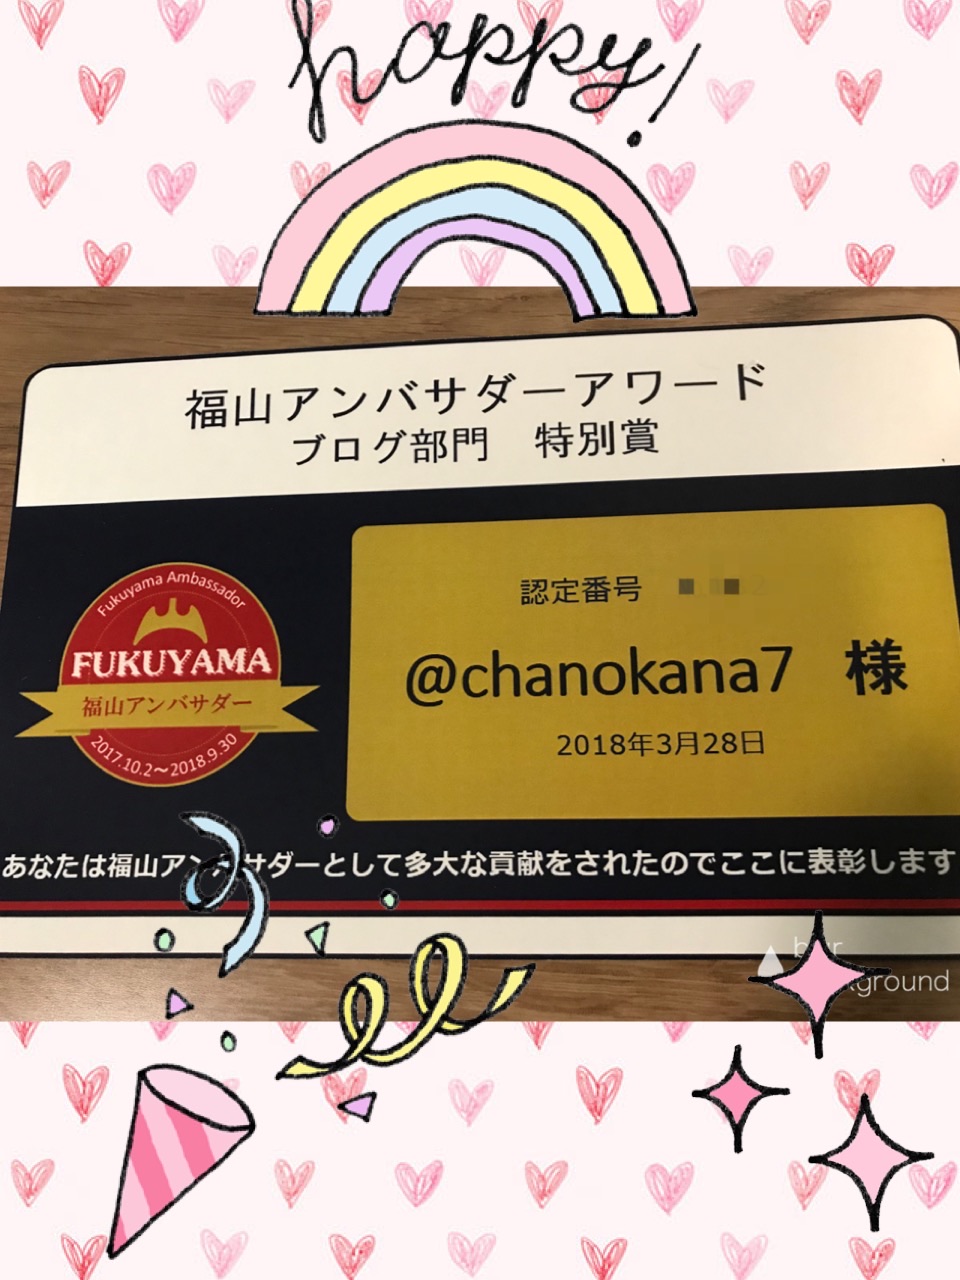 happy!
福山アンバサダーアワード
ブログ部門　特別賞
Fukuyama Ambassador
FUKUYAMA
福山アンバサダー
2017.10.2〜2018.9.30
認定番号
@chanokana7 様
2018年3月28日
あなたは福山アンバサダーとして多大な貢献をされたのでここに表彰します